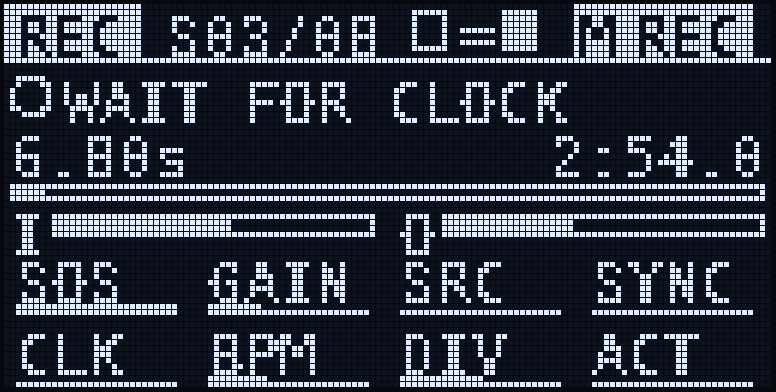 REC S03/08 □=■ M REC
WAIT FOR CLOCK
6.00s 2:54.0
I O
SOS GAIN SRC SYNC
CLK BPM DIV ACT